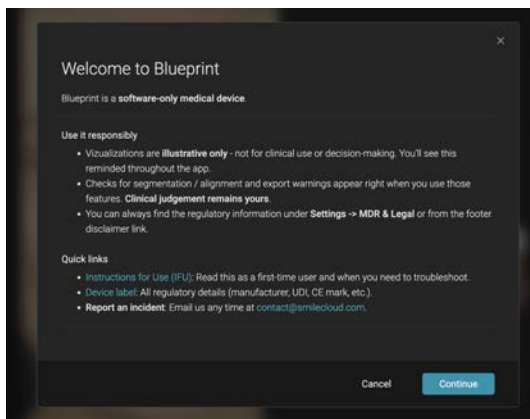 Welcome to Blueprint
Blueprint is a software-only medical device.
Use it responsibly
• Vizualizations are illustrative only - not for clinical use or decision-making. You'll see this
reminded throughout the app.
• Checks for segmentation / alignment and export warnings appear right when you use those
features. Clinical judgement remains yours.
• You can always find the regulatory information under Settings -> MDR & Legal or from the footer
disclaimer link.
Quick links
• Instructions for Use (IFU): Read this as a first-time user and when you need to troubleshoot.
• Device label: All regulatory details (manufacturer, UDI, CE mark, etc.).
• Report an incident: Email us any time at contact@smilecloud.com.
Cancel Continue